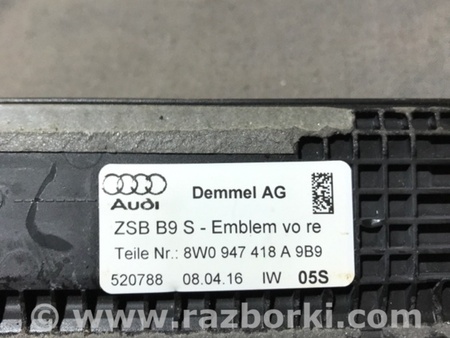 Demmel AG
Audi
ZSB B9 S - Emblem vo re
Teile Nr.: 8W0 947 418 A 9B9
520788 08.04.16 IW 05S
© www.razborki.com